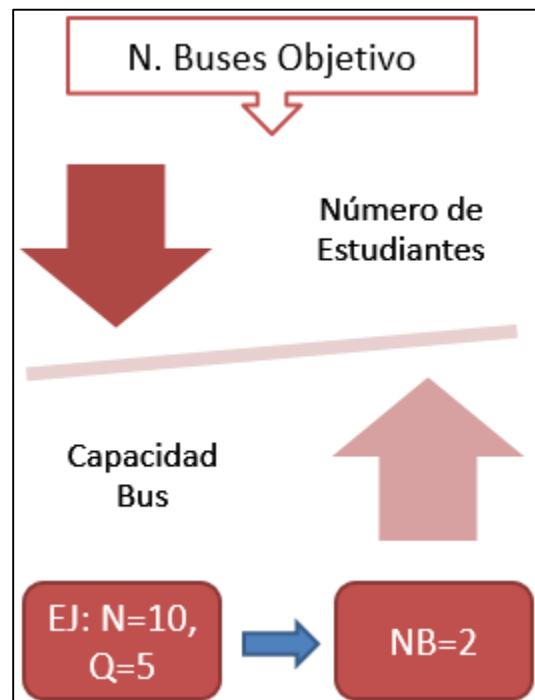 N. Buses Objetivo
Número de
Estudiantes
Capacidad
Bus
EJ: N=10,
Q=5
NB=2